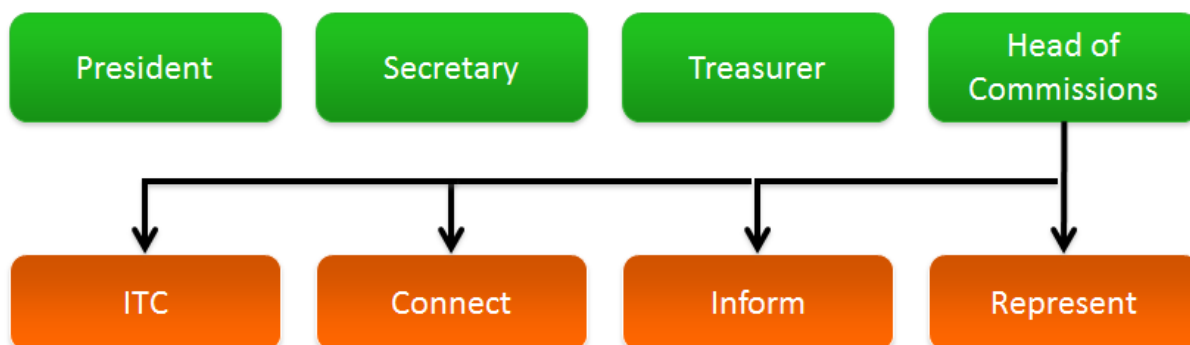 President
Secretary
Treasurer
Head of
Commissions
ITC
Connect
Inform
Represent